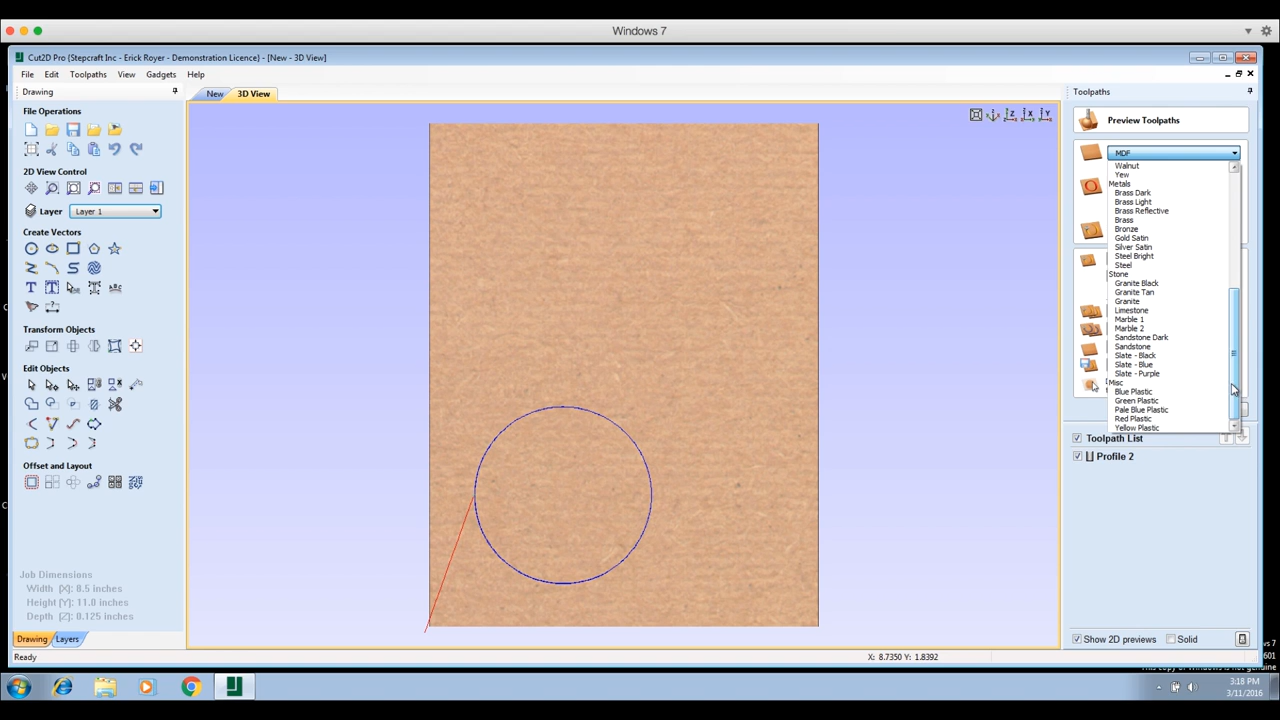 Windows 7
Cut2D Pro {Stepcraft Inc - Erick Royer - Demonstration Licence} - [New - 3D View]
File Edit Toolpaths View Gadgets Help
Drawing
File Operations
2D View Control
Layer Layer 1
Create Vectors
Transform Objects
Edit Objects
Offset and Layout
Job Dimensions
Width (X): 8.5 inches
Height (Y): 11.0 inches
Depth (Z): 0.125 inches
Drawing Layers
Ready
New 3D View
Z X Y
X: 8.7350 Y: 1.8392
Toolpaths
Preview Toolpaths
MDF
Walnut
Yew
Metals
Brass Dark
Brass Light
Brass Reflective
Brass
Bronze
Gold Satin
Silver Satin
Steel Bright
Steel
Stone
Granite Black
Granite Tan
Granite
Limestone
Marble 1
Marble 2
Sandstone Dark
Sandstone
Slate - Black
Slate - Blue
Slate - Purple
Misc
Blue Plastic
Green Plastic
Pale Blue Plastic
Red Plastic
Yellow Plastic
Toolpath List
Profile 2
Show 2D previews Solid
3:18 PM
3/11/2016